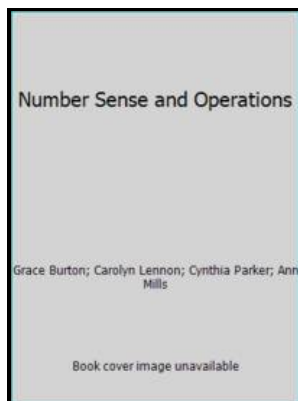 Number Sense and Operations
Grace Burton; Carolyn Lennon; Cynthia Parker; Ann
Mills
Book cover image unavailable